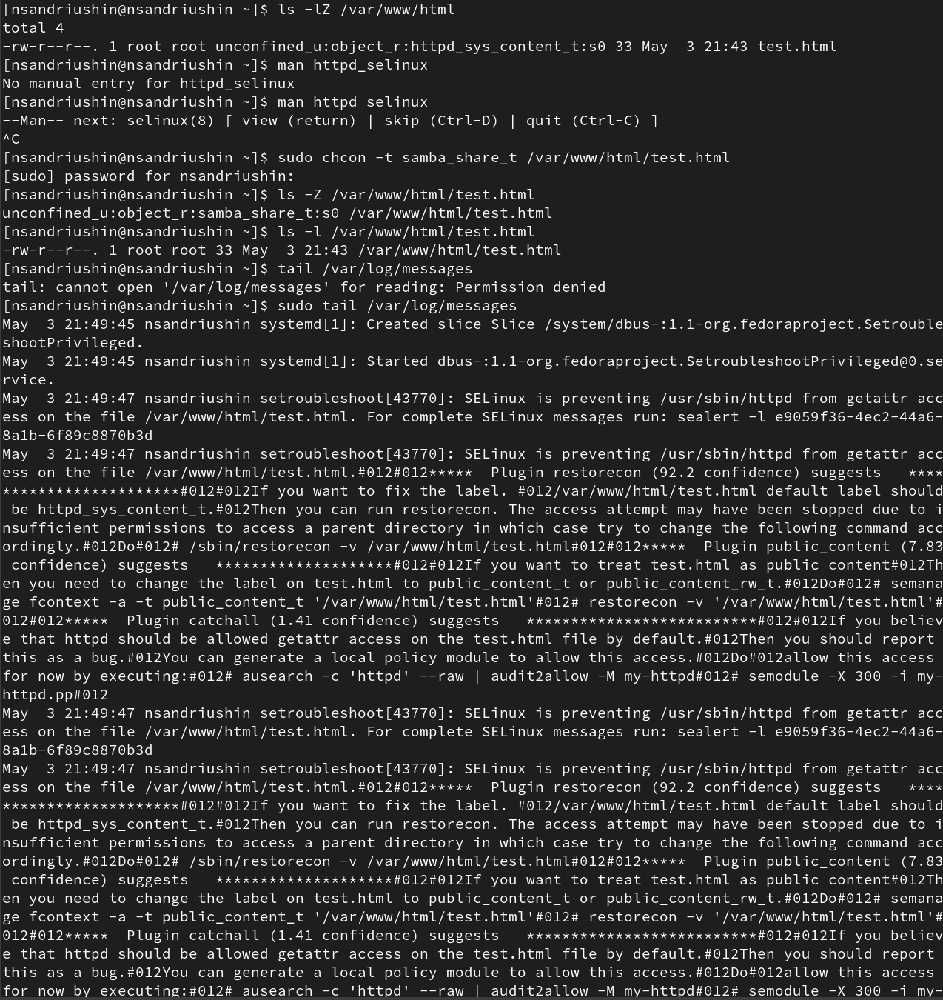 [nsandriushin@nsandriushin ~]$ ls -lZ /var/www/html
total 4
-rw-r--r--. 1 root root unconfined_u:object_r:httpd_sys_content_t:s0 33 May  3 21:43 test.html
[nsandriushin@nsandriushin ~]$ man httpd_selinux
No manual entry for httpd_selinux
[nsandriushin@nsandriushin ~]$ man httpd selinux
--Man-- next: selinux(8) [ view (return) | skip (Ctrl-D) | quit (Ctrl-C) ]
^C
[nsandriushin@nsandriushin ~]$ sudo chcon -t samba_share_t /var/www/html/test.html
[sudo] password for nsandriushin:
[nsandriushin@nsandriushin ~]$ ls -Z /var/www/html/test.html
unconfined_u:object_r:samba_share_t:s0 /var/www/html/test.html
[nsandriushin@nsandriushin ~]$ ls -l /var/www/html/test.html
-rw-r--r--. 1 root root 33 May  3 21:43 /var/www/html/test.html
[nsandriushin@nsandriushin ~]$ tail /var/log/messages
tail: cannot open '/var/log/messages' for reading: Permission denied
[nsandriushin@nsandriushin ~]$ sudo tail /var/log/messages
May  3 21:49:45 nsandriushin systemd[1]: Created slice Slice /system/dbus-:1.1-org.fedoraproject.Setrouble
shootPrivileged.
May  3 21:49:45 nsandriushin systemd[1]: Started dbus-:1.1-org.fedoraproject.SetroubleshootPrivileged@0.se
rvice.
May  3 21:49:47 nsandriushin setroubleshoot[43770]: SELinux is preventing /usr/sbin/httpd from getattr acc
ess on the file /var/www/html/test.html. For complete SELinux messages run: sealert -l e9059f36-4ec2-44a6-
8a1b-6f89c8870b3d
May  3 21:49:47 nsandriushin setroubleshoot[43770]: SELinux is preventing /usr/sbin/httpd from getattr acc
ess on the file /var/www/html/test.html.#012#012*****  Plugin restorecon (92.2 confidence) suggests   ****
********************#012#012If you want to fix the label. #012/var/www/html/test.html default label should
 be httpd_sys_content_t.#012Then you can run restorecon. The access attempt may have been stopped due to i
nsufficient permissions to access a parent directory in which case try to change the following command acc
ordingly.#012Do#012# /sbin/restorecon -v /var/www/html/test.html#012#012*****  Plugin public_content (7.83
 confidence) suggests   ********************#012#012If you want to treat test.html as public content#012Th
en you need to change the label on test.html to public_content_t or public_content_rw_t.#012Do#012# semana
ge fcontext -a -t public_content_t '/var/www/html/test.html'#012# restorecon -v '/var/www/html/test.html'#
012#012*****  Plugin catchall (1.41 confidence) suggests   **************************#012#012If you believ
e that httpd should be allowed getattr access on the test.html file by default.#012Then you should report
this as a bug.#012You can generate a local policy module to allow this access.#012Do#012allow this access
for now by executing:#012# ausearch -c 'httpd' --raw | audit2allow -M my-httpd#012# semodule -X 300 -i my-
httpd.pp#012
May  3 21:49:47 nsandriushin setroubleshoot[43770]: SELinux is preventing /usr/sbin/httpd from getattr acc
ess on the file /var/www/html/test.html. For complete SELinux messages run: sealert -l e9059f36-4ec2-44a6-
8a1b-6f89c8870b3d
May  3 21:49:47 nsandriushin setroubleshoot[43770]: SELinux is preventing /usr/sbin/httpd from getattr acc
ess on the file /var/www/html/test.html.#012#012*****  Plugin restorecon (92.2 confidence) suggests   ****
********************#012#012If you want to fix the label. #012/var/www/html/test.html default label should
 be httpd_sys_content_t.#012Then you can run restorecon. The access attempt may have been stopped due to i
nsufficient permissions to access a parent directory in which case try to change the following command acc
ordingly.#012Do#012# /sbin/restorecon -v /var/www/html/test.html#012#012*****  Plugin public_content (7.83
 confidence) suggests   ********************#012#012If you want to treat test.html as public content#012Th
en you need to change the label on test.html to public_content_t or public_content_rw_t.#012Do#012# semana
ge fcontext -a -t public_content_t '/var/www/html/test.html'#012# restorecon -v '/var/www/html/test.html'#
012#012*****  Plugin catchall (1.41 confidence) suggests   **************************#012#012If you believ
e that httpd should be allowed getattr access on the test.html file by default.#012Then you should report
this as a bug.#012You can generate a local policy module to allow this access.#012Do#012allow this access
for now by executing:#012# ausearch -c 'httpd' --raw | audit2allow -M my-httpd#012# semodule -X 300 -i my-